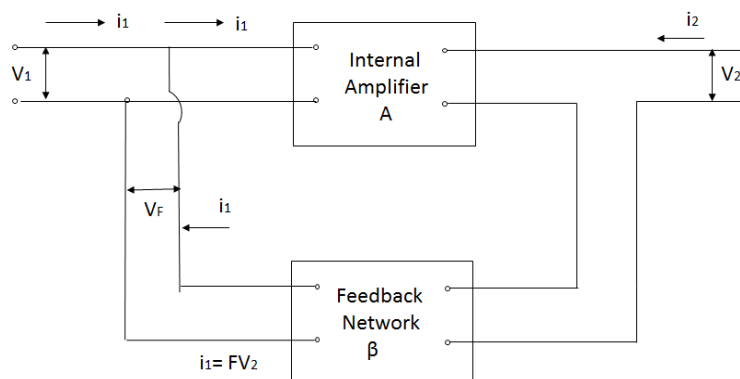 i1
i1
i2
V1
Internal
Amplifier
A
V2
VF
i1
Feedback
Network
β
i1= FV2